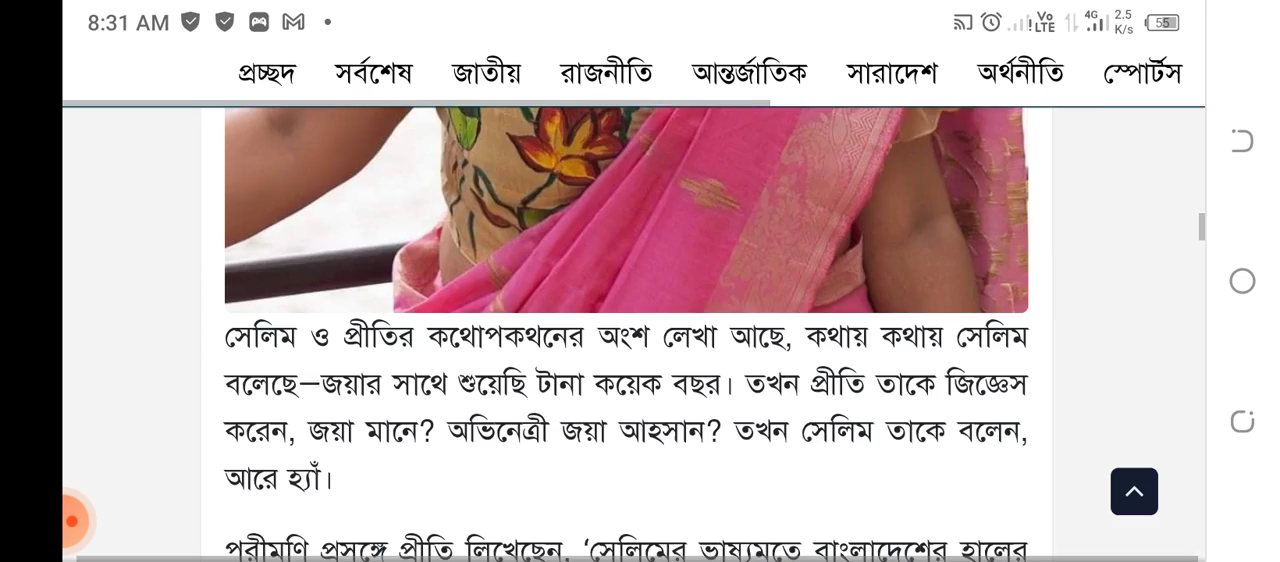 8:31 AM
Vo LTE 4G 2.5 K/s 55
প্রচ্ছদ সর্বশেষ জাতীয় রাজনীতি আন্তর্জাতিক সারাদেশ অর্থনীতি স্পোর্টস
সেলিম ও প্রীতির কথোপকথনের অংশ লেখা আছে, কথায় কথায় সেলিম
বলেছে—জয়ার সাথে শুয়েছি টানা কয়েক বছর। তখন প্রীতি তাকে জিজ্ঞেস
করেন, জয়া মানে? অভিনেত্রী জয়া আহসান? তখন সেলিম তাকে বলেন,
আরে হ্যাঁ।
পরীমণি প্রসঙ্গে প্রীতি লিখেছেন, ‘সেলিমের ভাষ্যমতে বাংলাদেশের হালের